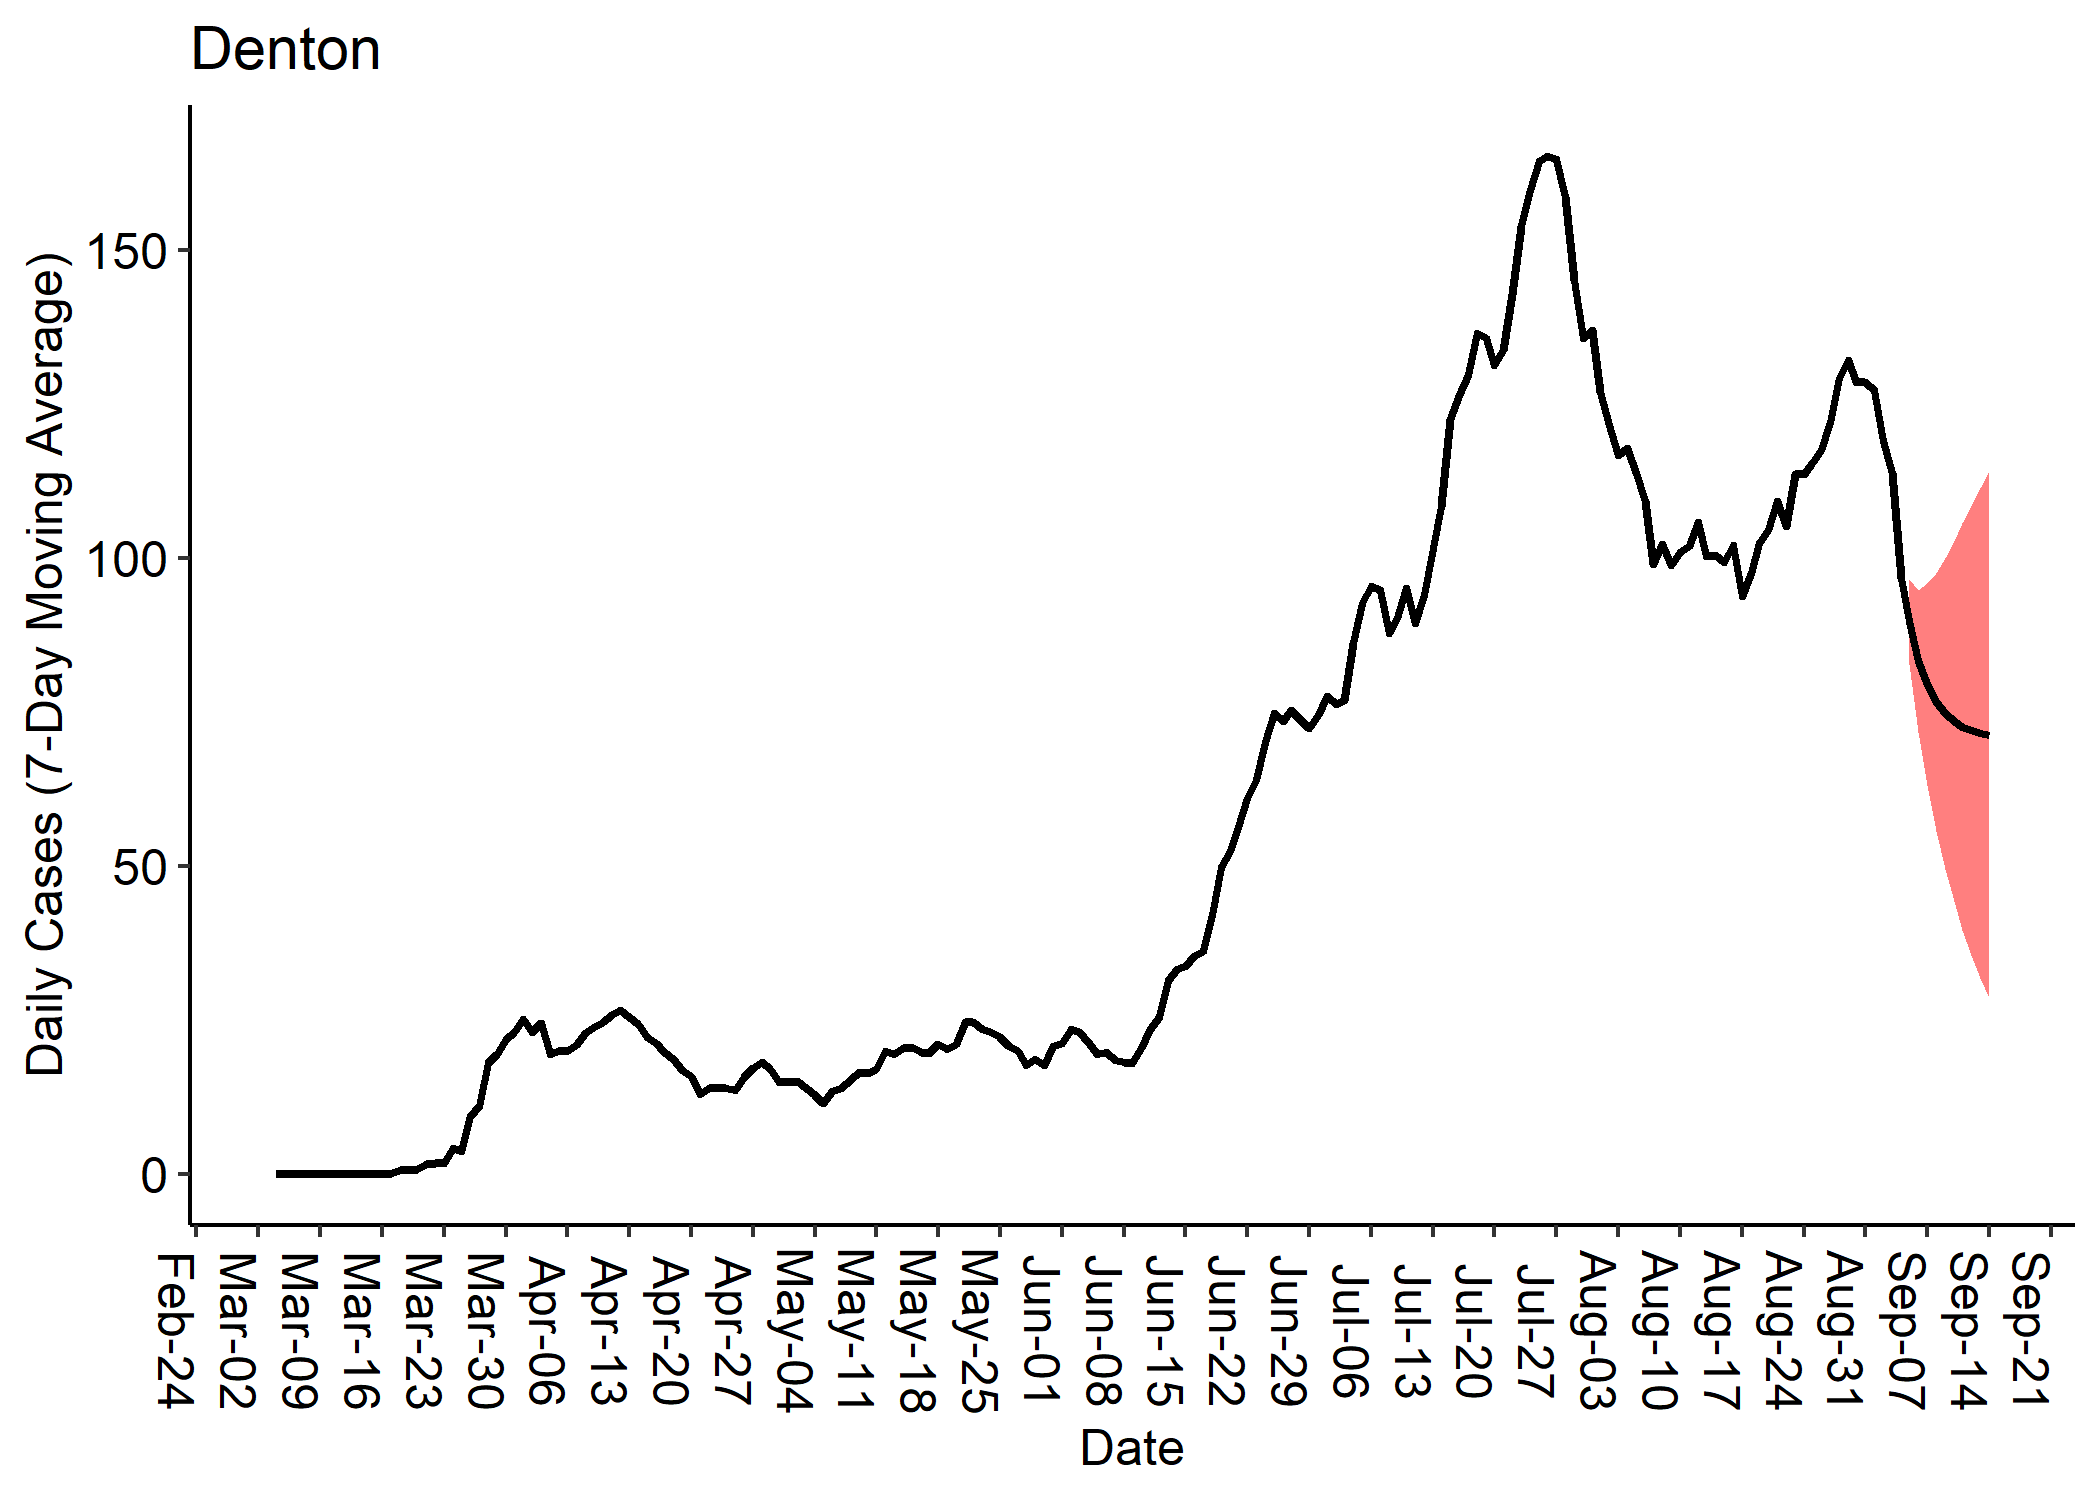 Denton
Daily Cases (7-Day Moving Average)
150
100
50
0
Feb-24
Mar-02
Mar-09
Mar-16
Mar-23
Mar-30
Apr-06
Apr-13
Apr-20
Apr-27
May-04
May-11
May-18
May-25
Jun-01
Jun-08
Jun-15
Jun-22
Jun-29
Jul-06
Jul-13
Jul-20
Jul-27
Aug-03
Aug-10
Aug-17
Aug-24
Aug-31
Sep-07
Sep-14
Sep-21
Date